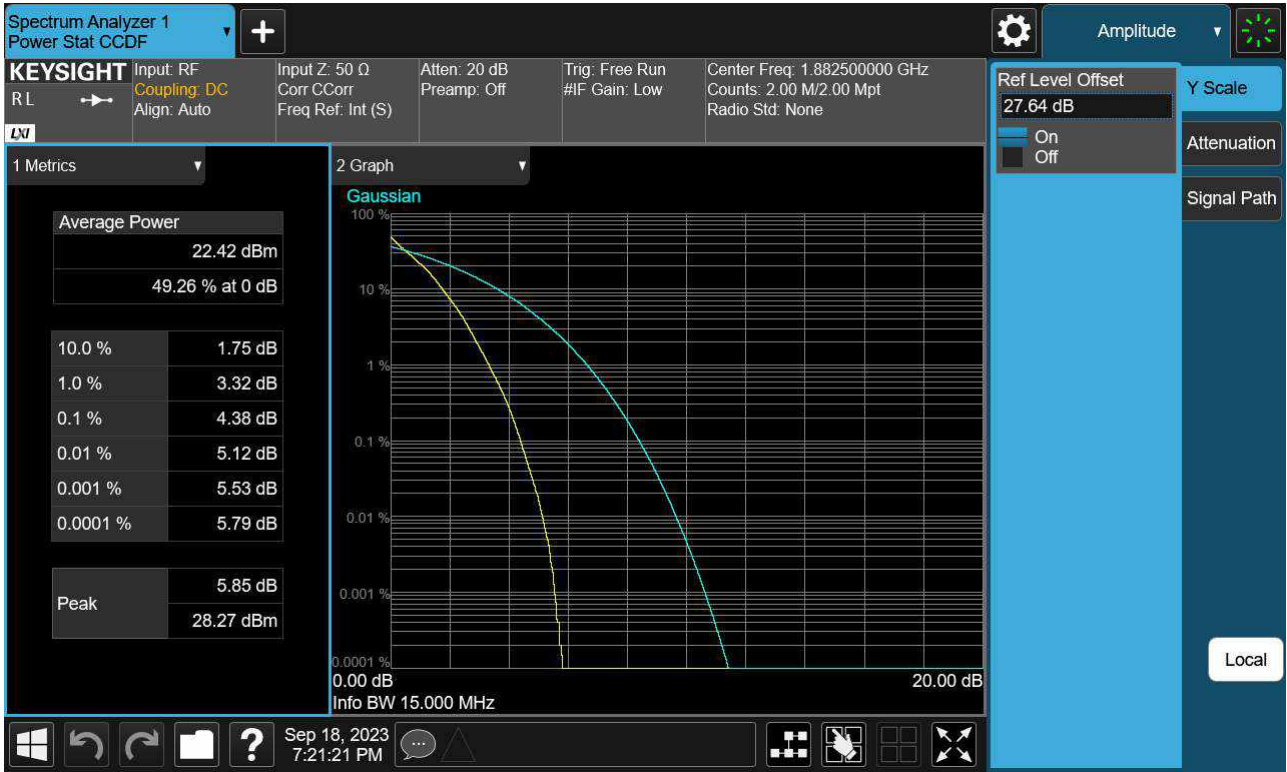 Spectrum Analyzer 1
Power Stat CCDF
Amplitude
KEYSIGHT
R L
LXI
Input: RF
Coupling: DC
Align: Auto
Input Z: 50 Ω
Corr CCorr
Freq Ref: Int (S)
Atten: 20 dB
Preamp: Off
Trig: Free Run
#IF Gain: Low
Center Freq: 1.882500000 GHz
Counts: 2.00 M/2.00 Mpt
Radio Std: None
Ref Level Offset
27.64 dB
On
Off
Y Scale
Attenuation
Signal Path
1 Metrics
Average Power
22.42 dBm
49.26 % at 0 dB
10.0 % 1.75 dB
1.0 % 3.32 dB
0.1 % 4.38 dB
0.01 % 5.12 dB
0.001 % 5.53 dB
0.0001 % 5.79 dB
Peak
5.85 dB
28.27 dBm
2 Graph
Gaussian
100 %
10 %
1 %
0.1 %
0.01 %
0.001 %
0.0001 %
0.00 dB 20.00 dB
Info BW 15.000 MHz
Local
?
Sep 18, 2023
7:21:21 PM